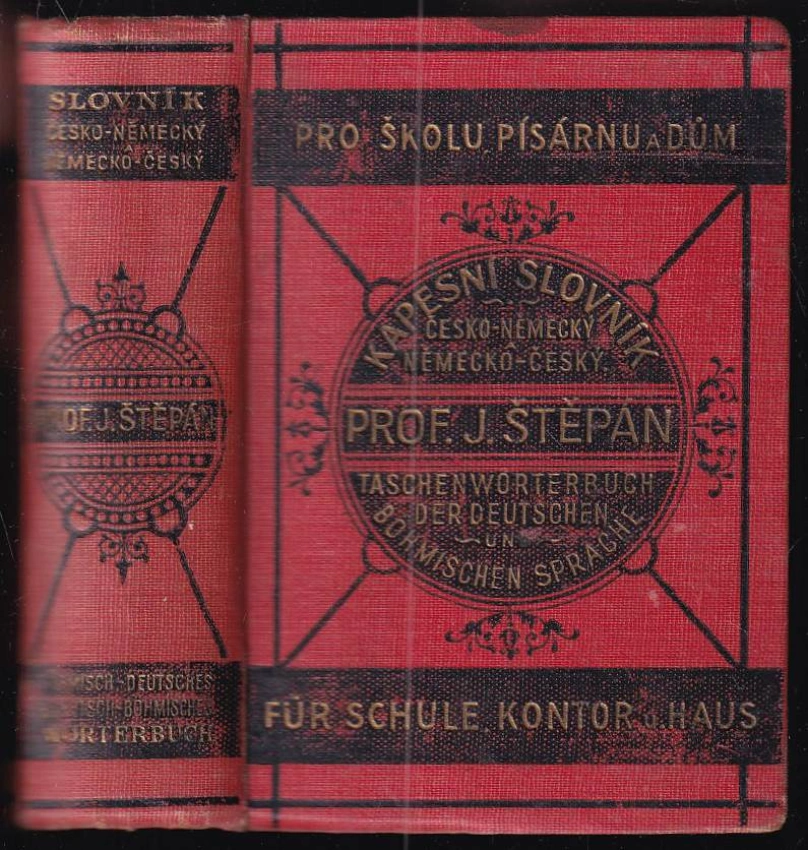 SLOVNÍK
ČESKO-NĚMECKÝ
A
NĚMECKO-ČESKÝ
PROF. J. ŠTĚPÁN
WÖRTERBUCH
PRO ŠKOLU, PÍSÁRNU A DŮM
KAPESNÍ SLOVNÍK
ČESKO-NĚMECKÝ
A
NĚMECKO-ČESKÝ.
PROF. J. ŠTĚPÁN
TASCHENWÖRTERBUCH
DER DEUTSCHEN
UN
BÖHMISCHEN SPRACHE
FÜR SCHULE, KONTOR u. HAUS